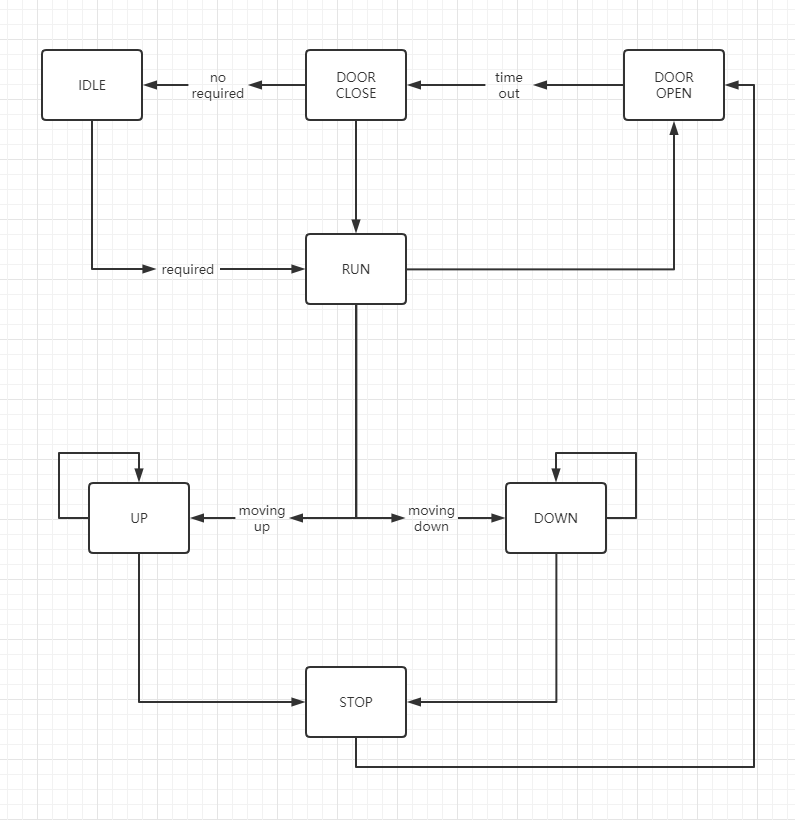 IDLE
no
required
DOOR
CLOSE
time
out
DOOR
OPEN
required
RUN
UP
moving
up
moving
down
DOWN
STOP